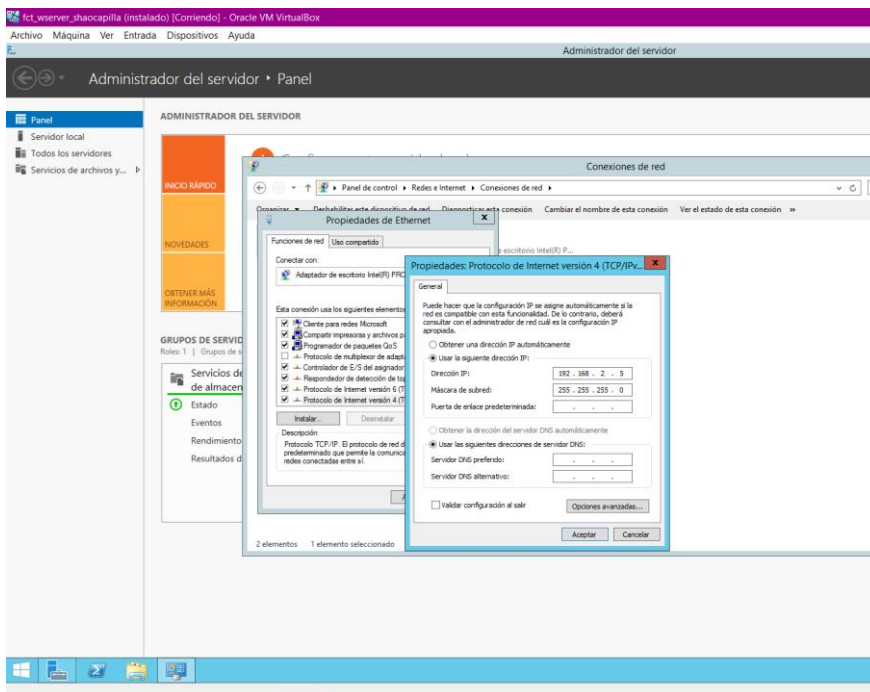 fct_wserver_shaocapilla (instalado) [Corriendo] - Oracle VM VirtualBox
Archivo Máquina Ver Entrada Dispositivos Ayuda
Administrador del servidor
Administrador del servidor • Panel
Panel
Servidor local
Todos los servidores
Servicios de archivos y...
ADMINISTRADOR DEL SERVIDOR
INICIO RÁPIDO
NOVEDADES
OBTENER MÁS
INFORMACIÓN
GRUPOS DE SERVID
Roles: 1 | Grupos de s
Servicios de
de almacen
Estado
Eventos
Rendimiento
Resultados d
Conexiones de red
Panel de control Redes e Internet Conexiones de red
Organizar Deshabilitar este dispositivo de red Diagnosticar esta conexión Cambiar el nombre de esta conexión Ver el estado de esta conexión »
escritorio Intel(R) P...
2 elementos 1 elemento seleccionado
Propiedades de Ethernet
Funciones de red Uso compartido
Conectar con:
Adaptador de escritorio Intel(R) PRO
Esta conexión usa los siguientes elementos
Cliente para redes Microsoft
Compartir impresoras y archivos p
Programador de paquetes QoS
Protocolo de multiplexor de adapt
Controlador de E/S del asignador
Respondedor de detección de top
Protocolo de Internet versión 6 (T
Protocolo de Internet versión 4 (T
Instalar... Desinstalar
Descripción
Protocolo TCP/IP. El protocolo de red d
predeterminado que permite la comunica
redes conectadas entre sí.
Propiedades: Protocolo de Internet versión 4 (TCP/IPv...
General
Puede hacer que la configuración IP se asigne automáticamente si la
red es compatible con esta funcionalidad. De lo contrario, deberá
consultar con el administrador de red cuál es la configuración IP
apropiada.
Obtener una dirección IP automáticamente
Usar la siguiente dirección IP:
Dirección IP: 192 . 168 . 2 . 5
Máscara de subred: 255 . 255 . 255 . 0
Puerta de enlace predeterminada: . . .
Obtener la dirección del servidor DNS automáticamente
Usar las siguientes direcciones de servidor DNS:
Servidor DNS preferido: . . .
Servidor DNS alternativo: . . .
Validar configuración al salir Opciones avanzadas...
Aceptar Cancelar